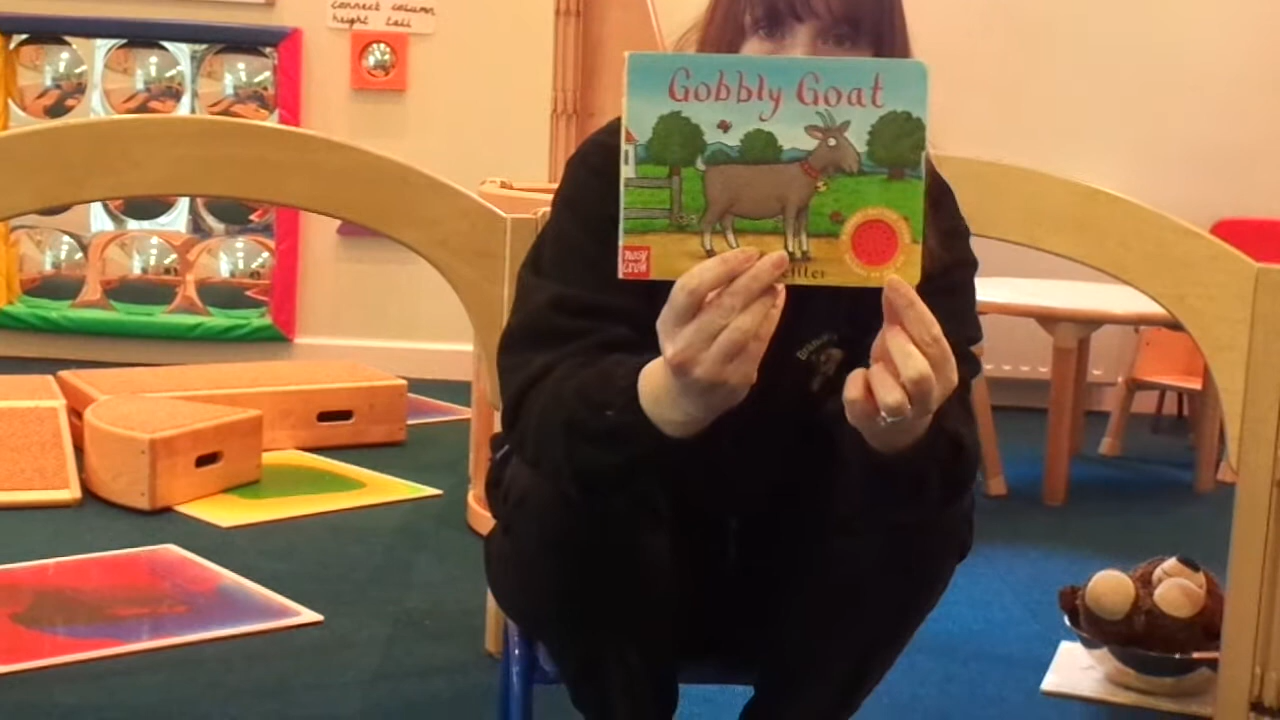 connect column
height tall
Gobbly Goat
nosy
crow